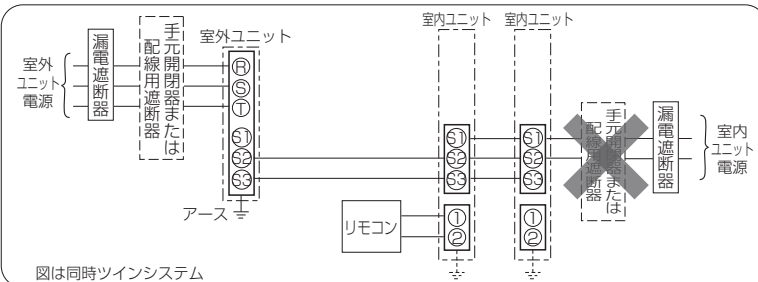 室外
ユニット
電源
漏電遮断器
手元開閉器または
配線用遮断器
室外ユニット
R
S
T
S1
S2
S3
アース
室内ユニット
S1
S2
S3
①
②
リモコン
室内ユニット
S1
S2
S3
①
②
手元開閉器または
配線用遮断器
漏電遮断器
室内
ユニット
電源
図は同時ツインシステム